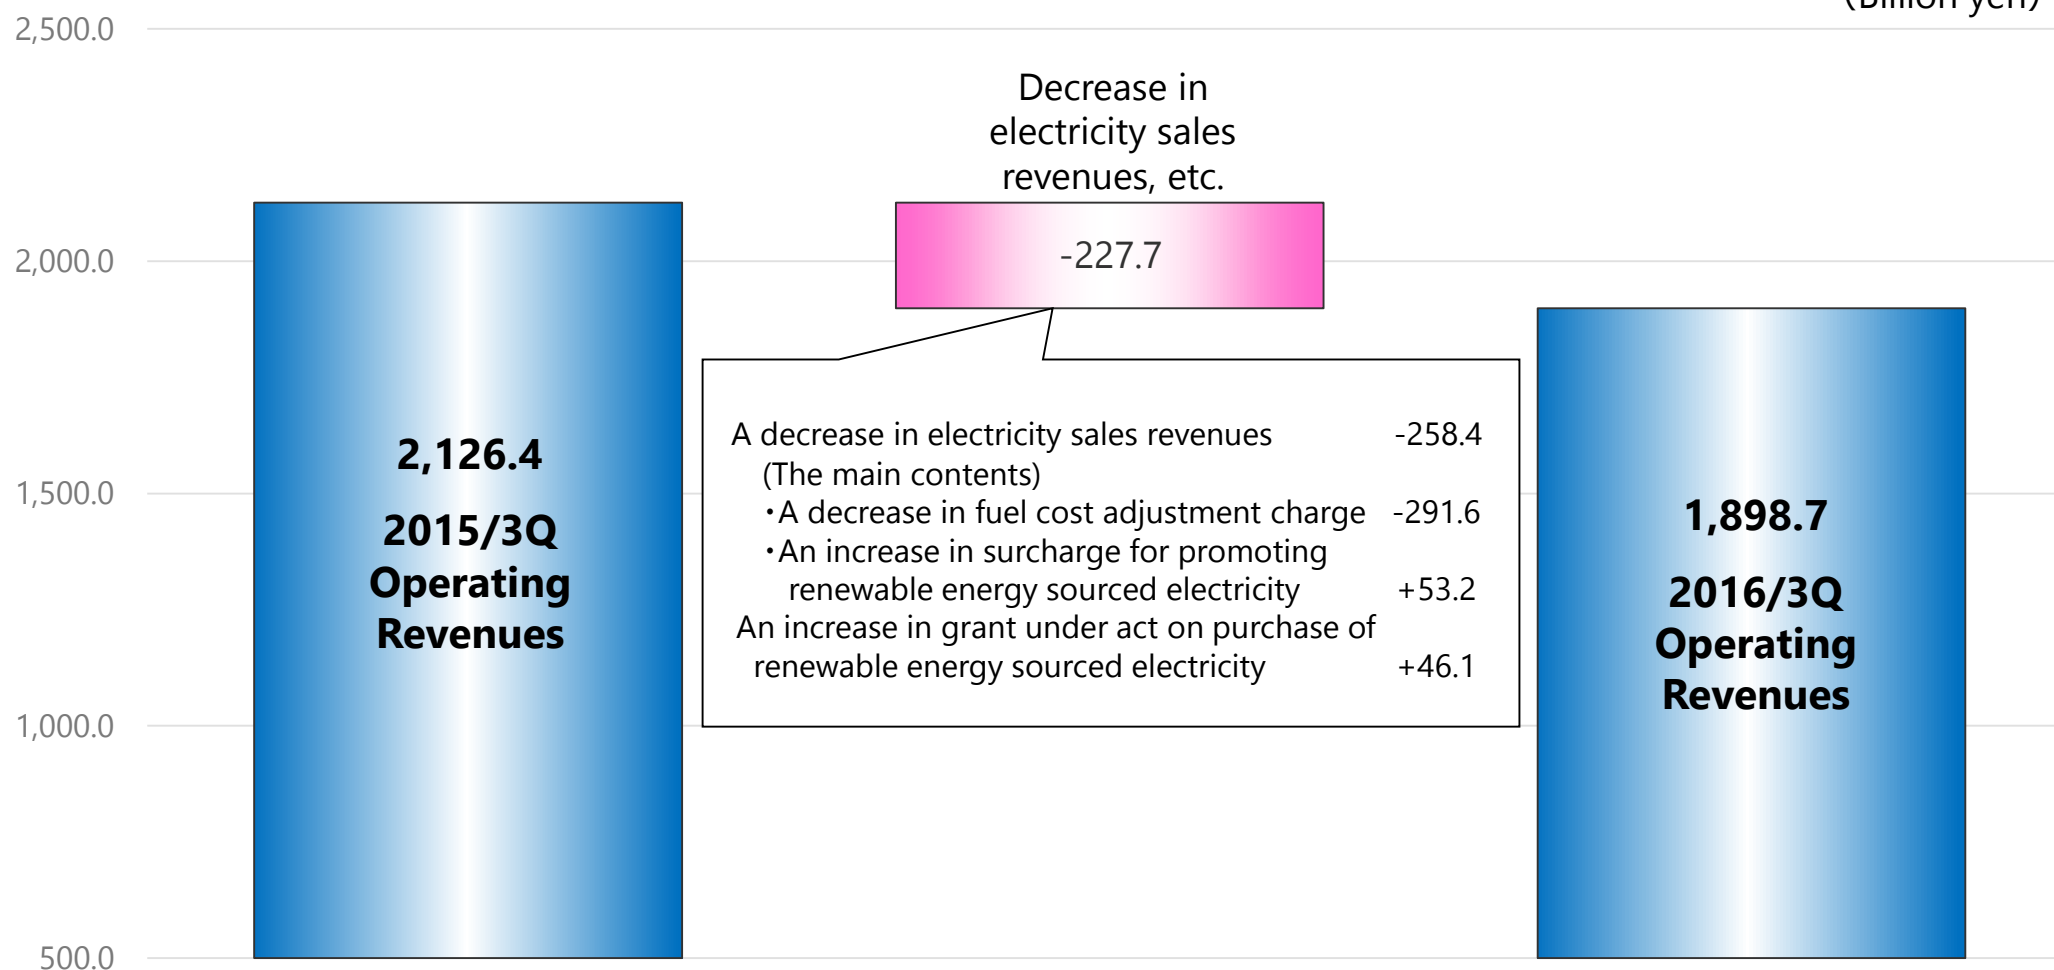 (Billion yen)
2,500.0
2,000.0
1,500.0
1,000.0
500.0
2,126.4
2015/3Q
Operating
Revenues
Decrease in
electricity sales
revenues, etc.
-227.7
A decrease in electricity sales revenues -258.4
(The main contents)
・A decrease in fuel cost adjustment charge -291.6
・An increase in surcharge for promoting
renewable energy sourced electricity +53.2
An increase in grant under act on purchase of
renewable energy sourced electricity +46.1
1,898.7
2016/3Q
Operating
Revenues